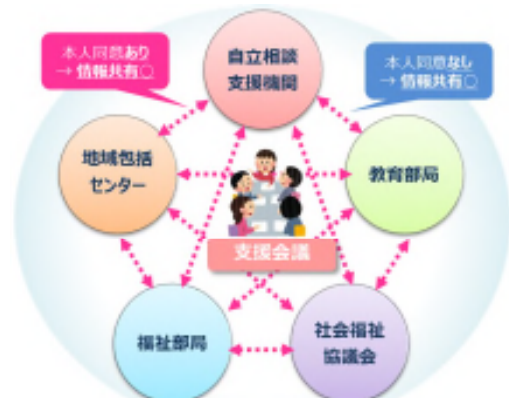 本人同意あり
→ 情報共有○
自立相談
支援機関
本人同意なし
→ 情報共有○
地域包括
センター
教育部局
支援会議
福祉部局
社会福祉
協議会